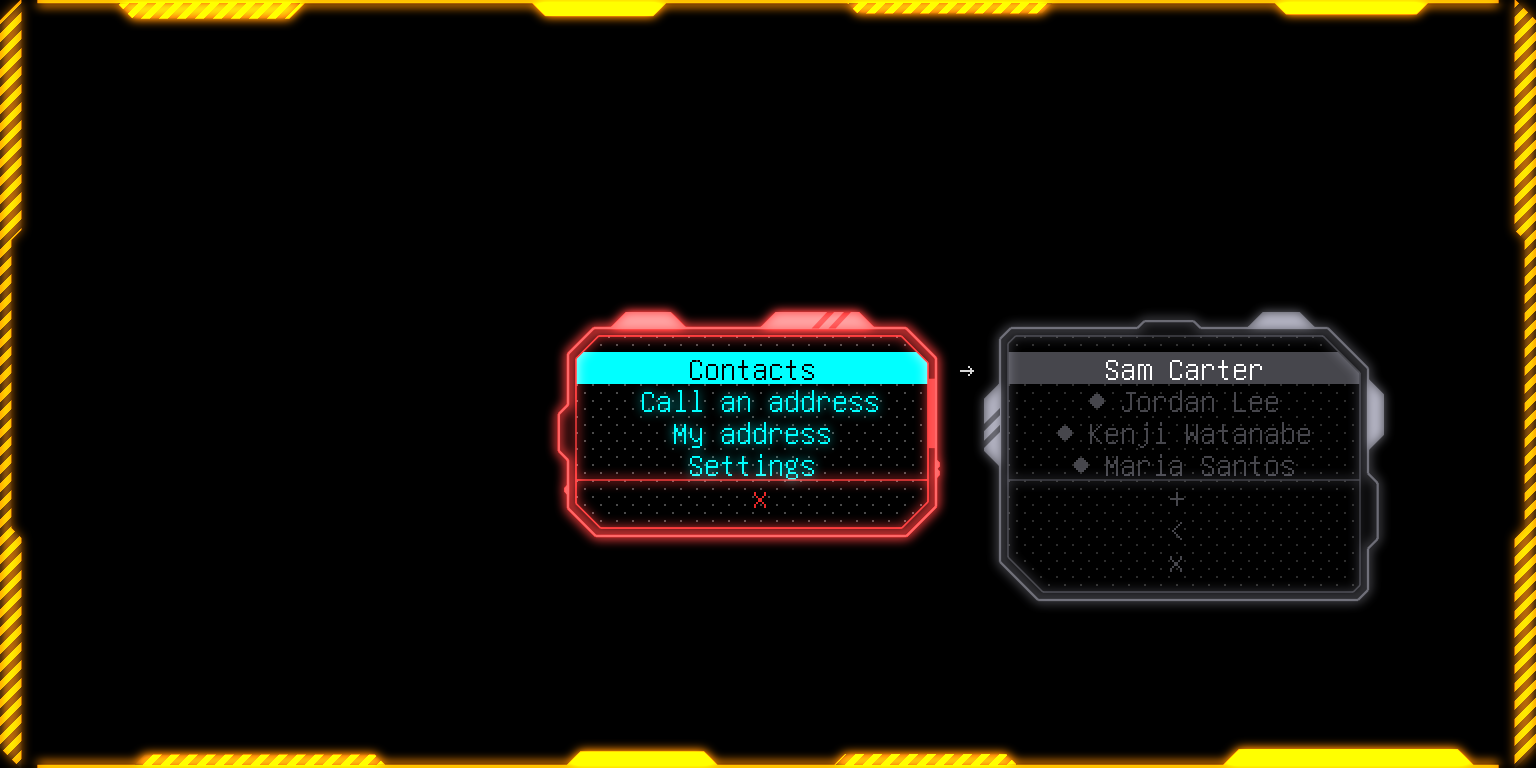 Contacts
Call an address
My address
Settings
X
→
Sam Carter
◆ Jordan Lee
◆ Kenji Watanabe
◆ Maria Santos
+
<
X